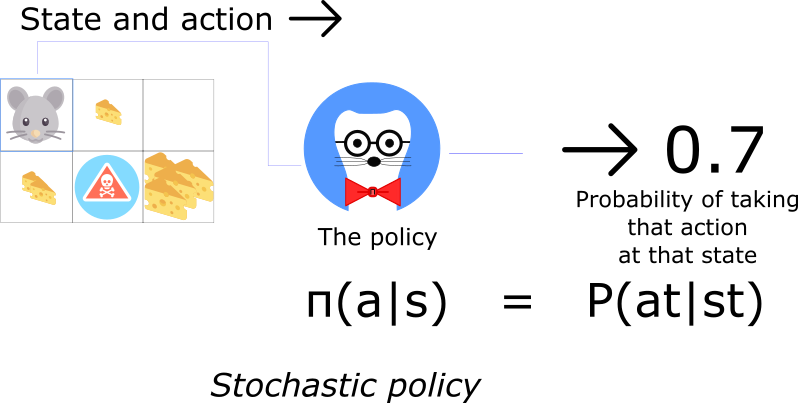 State and action →
0.7
The policy
Probability of taking
that action
at that state
π(a|s) = P(at|st)
Stochastic policy